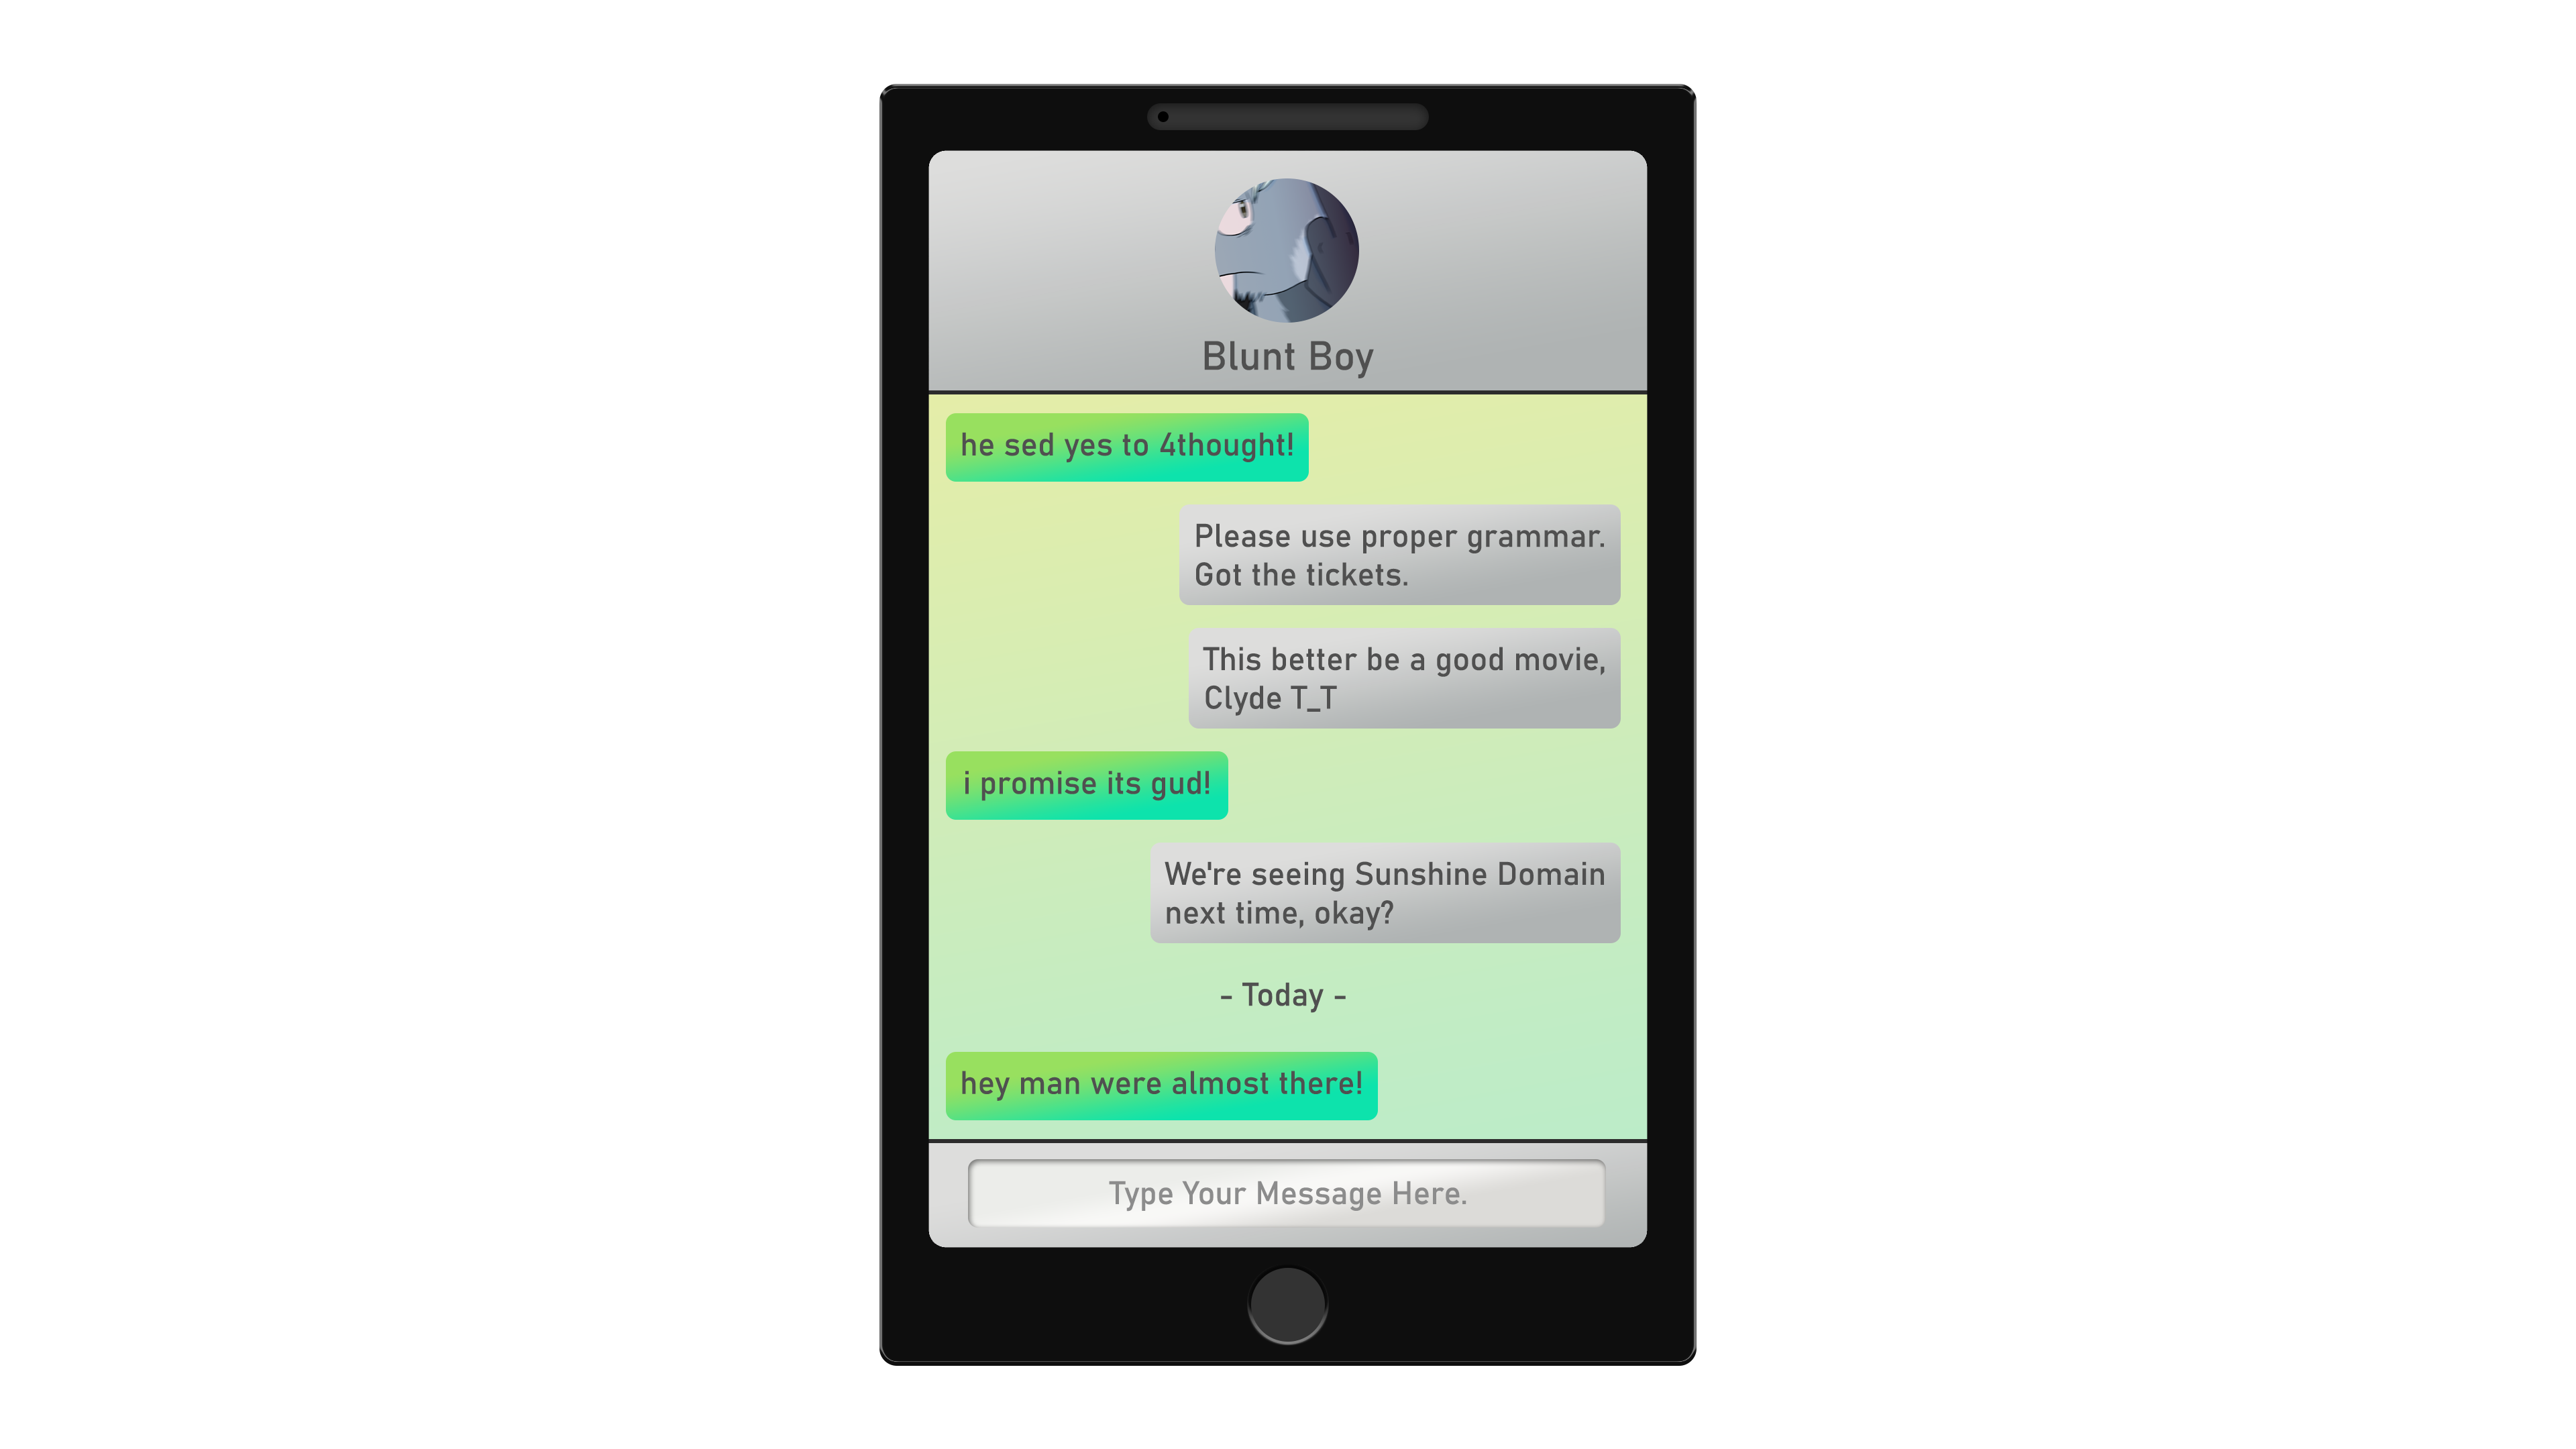 Blunt Boy
he sed yes to 4thought!
Please use proper grammar.
Got the tickets.
This better be a good movie,
Clyde T_T
i promise its gud!
We're seeing Sunshine Domain
next time, okay?
- Today -
hey man were almost there!
Type Your Message Here.